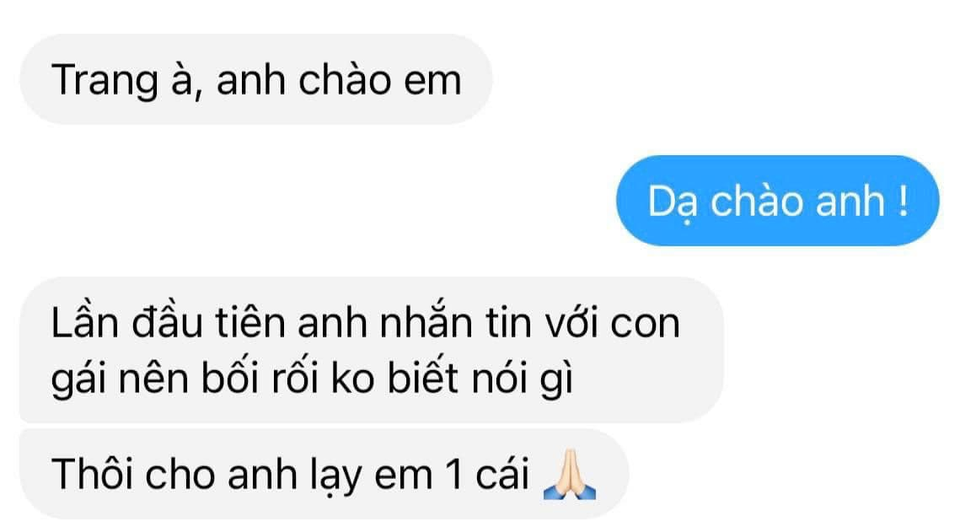 Trang à, anh chào em
Dạ chào anh !
Lần đầu tiên anh nhắn tin với con
gái nên bối rối ko biết nói gì
Thôi cho anh lạy em 1 cái 🙏🏻